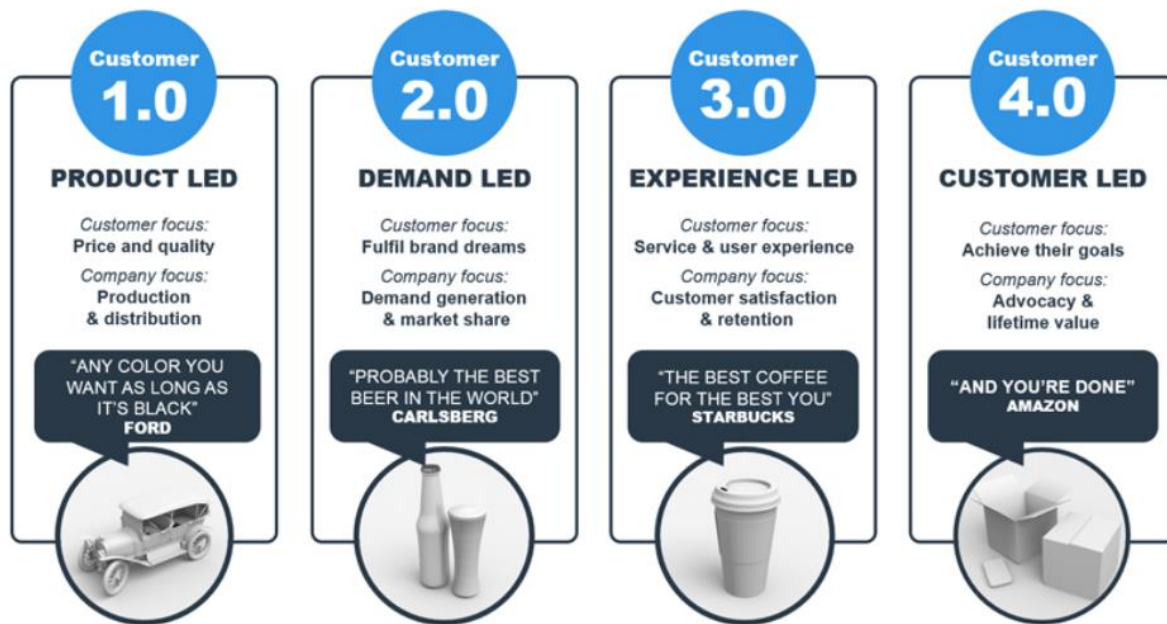 Customer
1.0
PRODUCT LED
Customer focus:
Price and quality
Company focus:
Production
& distribution
“ANY COLOR YOU
WANT AS LONG AS
IT’S BLACK”
FORD
Customer
2.0
DEMAND LED
Customer focus:
Fulfil brand dreams
Company focus:
Demand generation
& market share
“PROBABLY THE BEST
BEER IN THE WORLD”
CARLSBERG
Customer
3.0
EXPERIENCE LED
Customer focus:
Service & user experience
Company focus:
Customer satisfaction
& retention
“THE BEST COFFEE
FOR THE BEST YOU”
STARBUCKS
Customer
4.0
CUSTOMER LED
Customer focus:
Achieve their goals
Company focus:
Advocacy &
lifetime value
“AND YOU’RE DONE”
AMAZON